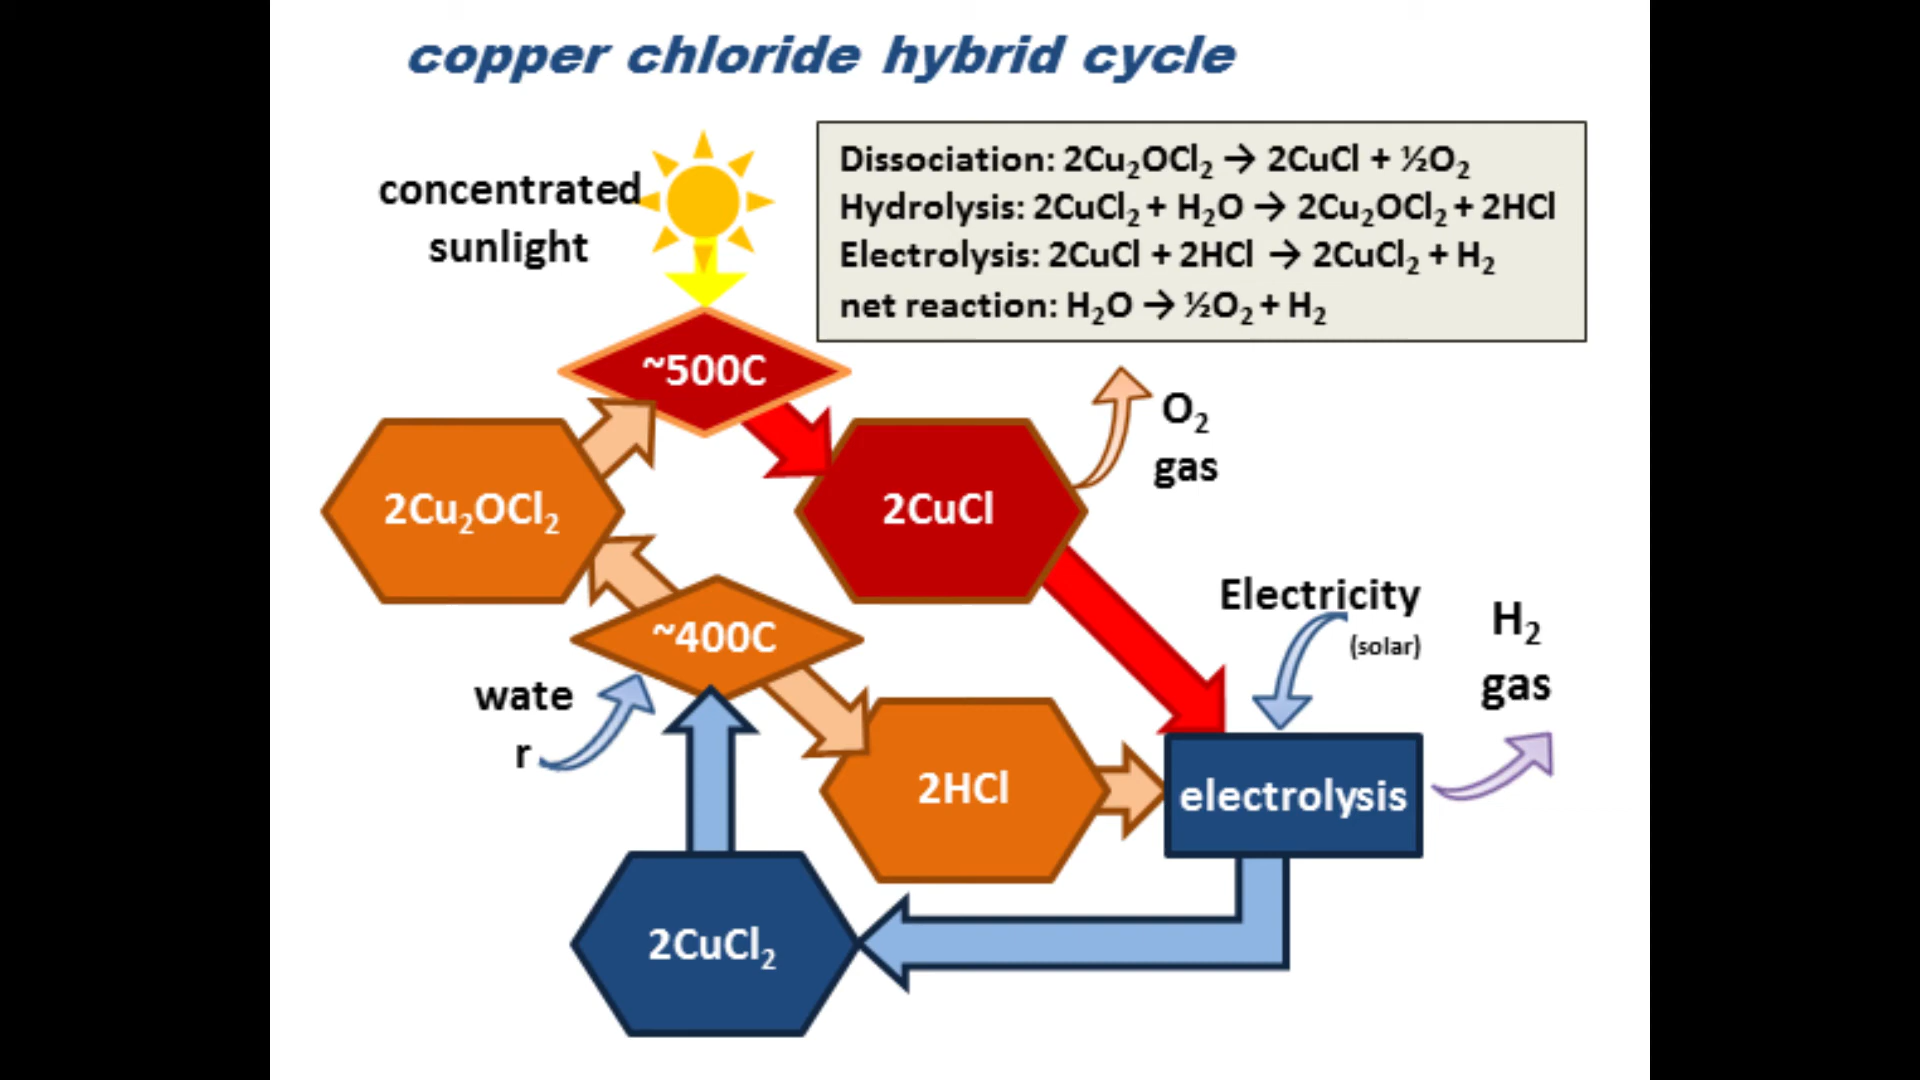 copper chloride hybrid cycle
Dissociation: 2Cu₂OCl₂ → 2CuCl + ½O₂
Hydrolysis: 2CuCl₂ + H₂O → 2Cu₂OCl₂ + 2HCl
Electrolysis: 2CuCl + 2HCl → 2CuCl₂ + H₂
net reaction: H₂O → ½O₂ + H₂
concentrated
sunlight
~500C
O₂
gas
2Cu₂OCl₂
2CuCl
Electricity
(solar)
H₂
gas
~400C
wate
r
2HCl
electrolysis
2CuCl₂